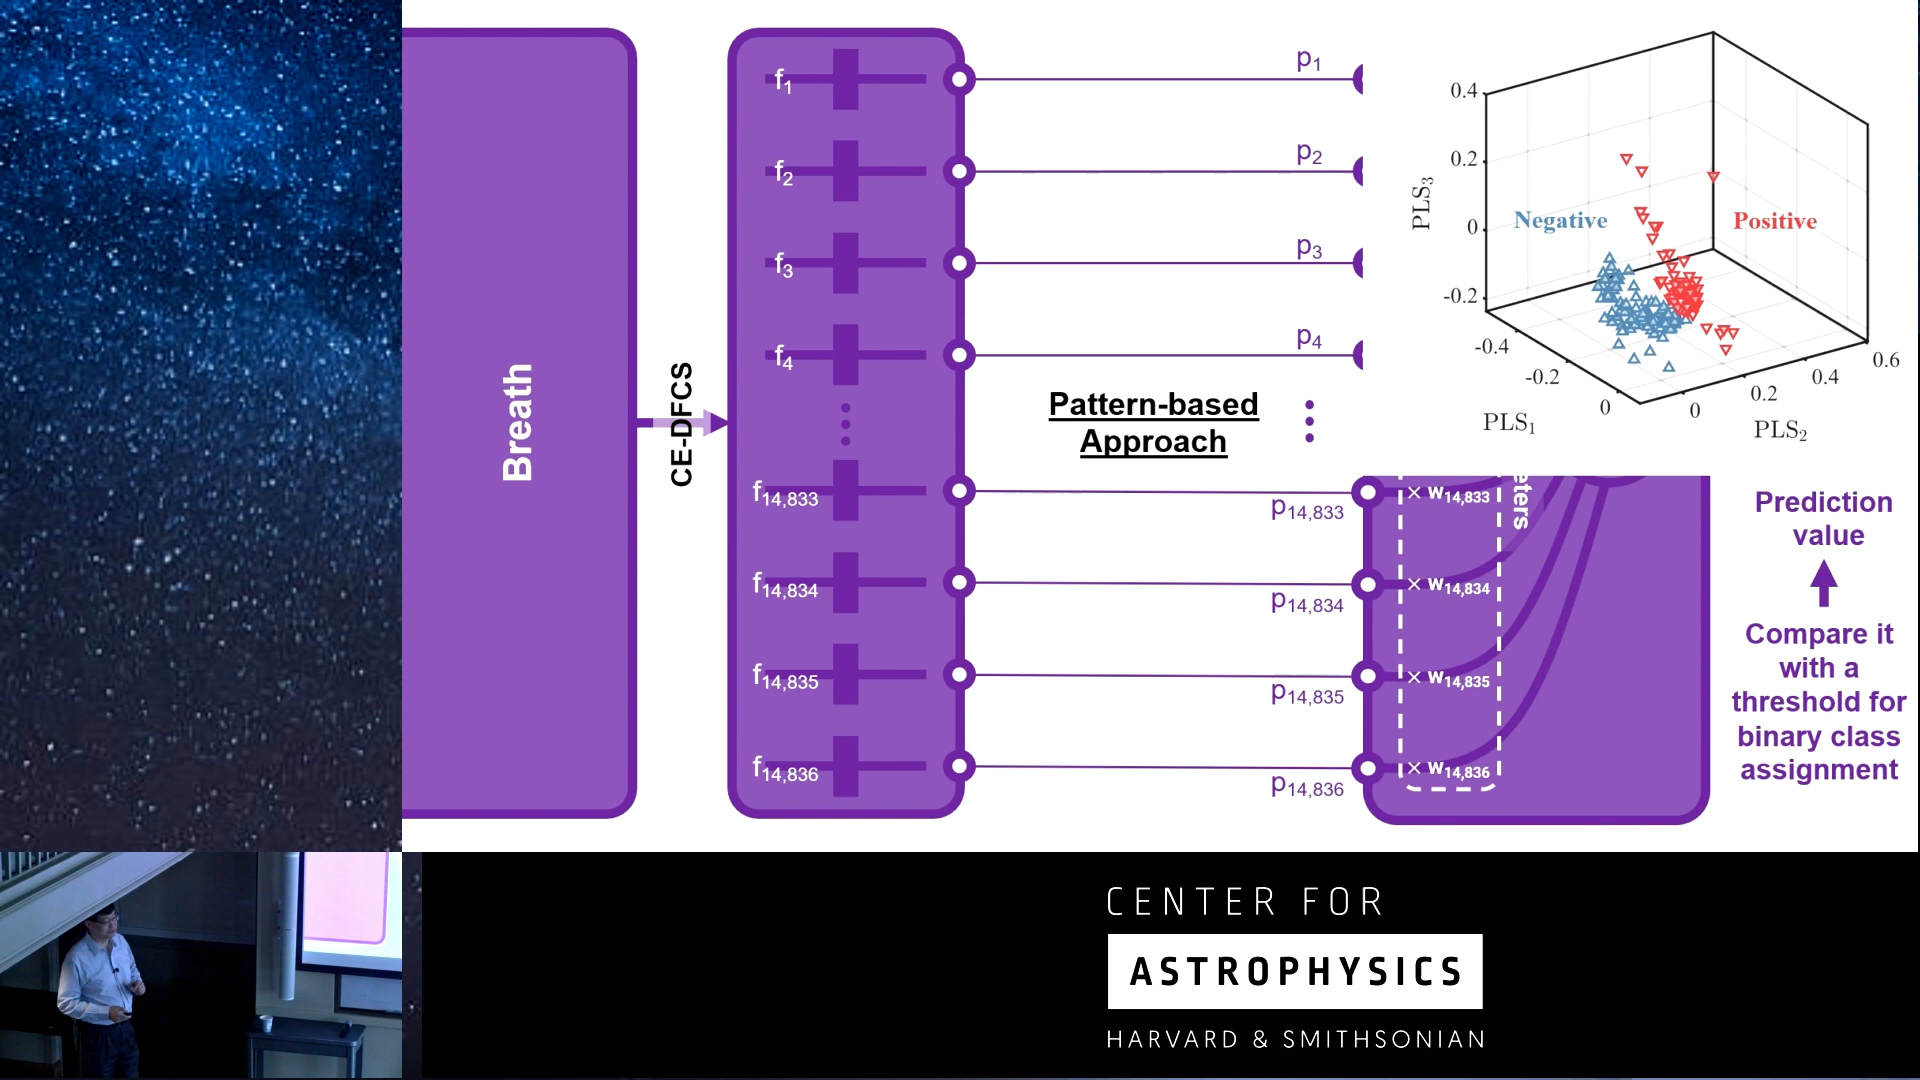 Breath
CE-DFCS
f1
f2
f3
f4
f14,833
f14,834
f14,835
f14,836
p1
p2
p3
p4
Pattern-based
Approach
p14,833
p14,834
p14,835
p14,836
× w14,833
× w14,834
× w14,835
× w14,836
0.4
0.2
0
-0.2
PLS3
Negative
Positive
-0.4
-0.2
0
PLS1
0
0.2
0.4
0.6
PLS2
Prediction
value
Compare it
with a
threshold for
binary class
assignment
CENTER FOR
ASTROPHYSICS
HARVARD & SMITHSONIAN